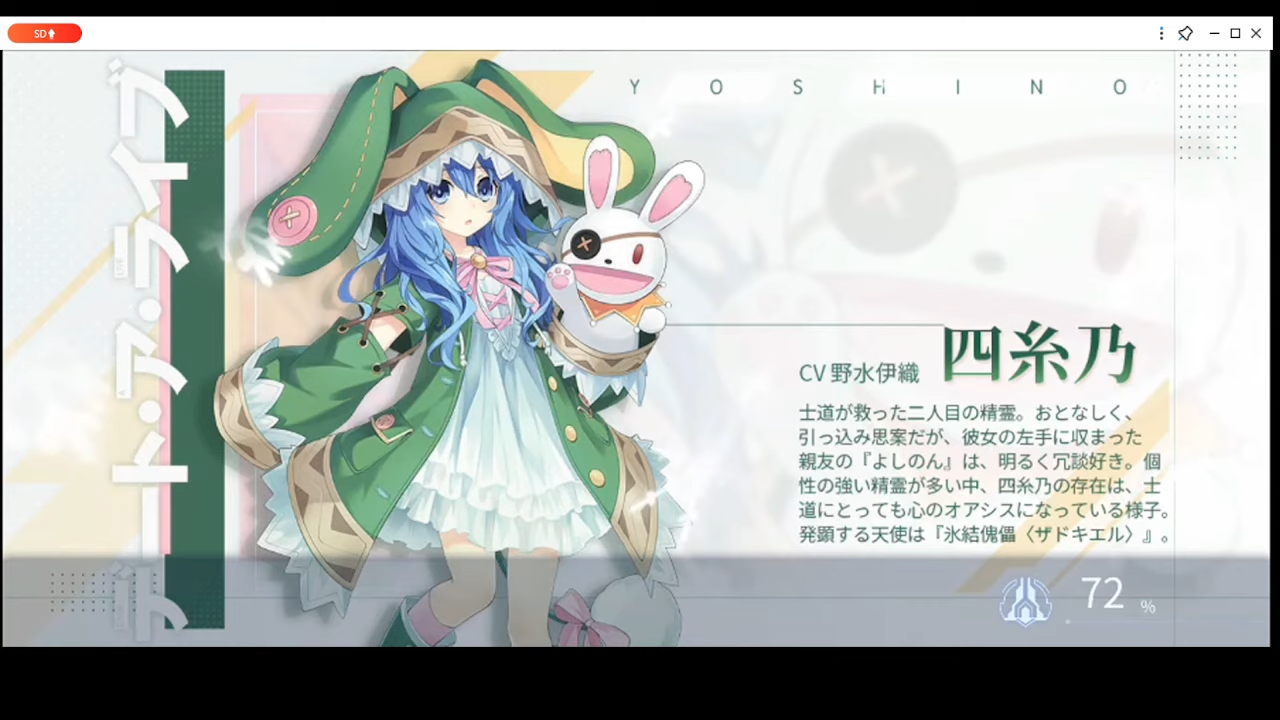 SD
デート・ア・ライブ
YOSHINO
四糸乃
CV 野水伊織
士道が救った二人目の精霊。おとなしく、
引っ込み思案だが、彼女の左手に収まった
親友の『よしのん』は、明るく冗談好き。個
性の強い精霊が多い中、四糸乃の存在は、士
道にとっても心のオアシスになっている様子。
発顕する天使は『氷結傀儡〈ザドキエル〉』。
72 %